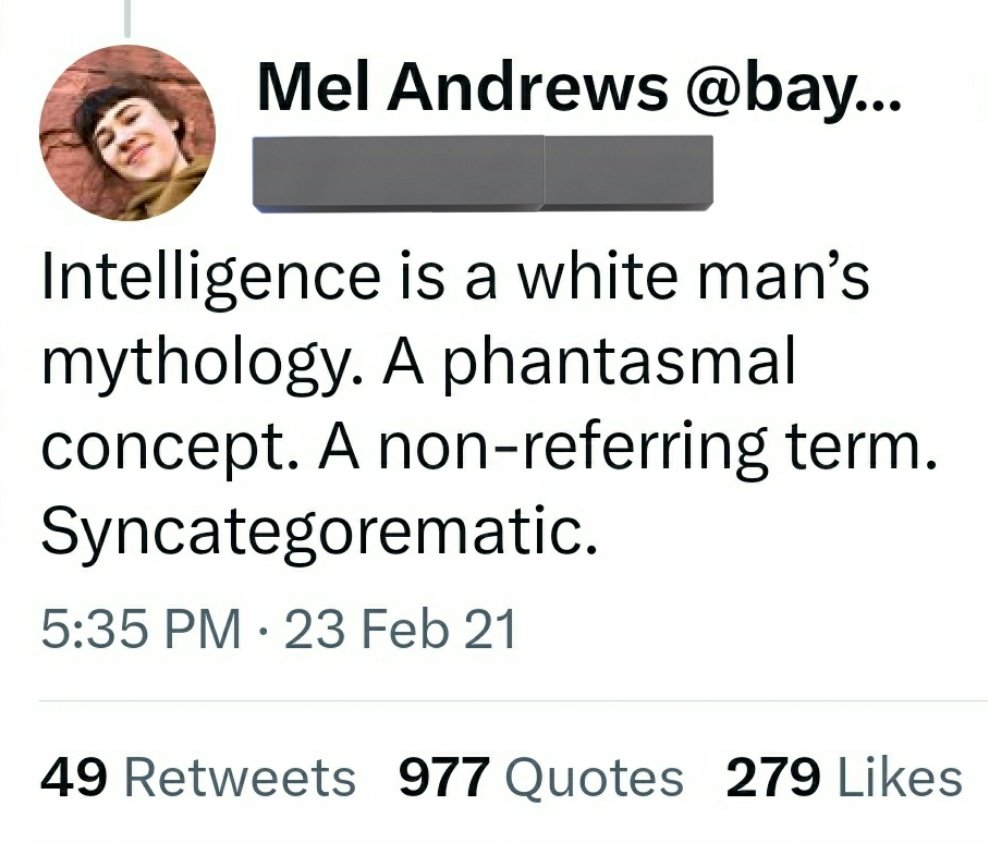 Mel Andrews @bay...
Intelligence is a white man’s
mythology. A phantasmal
concept. A non-referring term.
Syncategorematic.
5:35 PM · 23 Feb 21
49 Retweets 977 Quotes 279 Likes